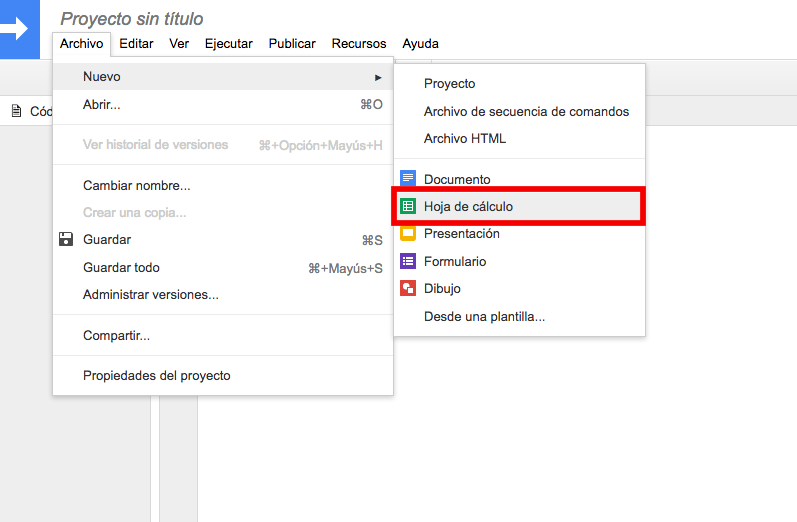 Proyecto sin título
Archivo Editar Ver Ejecutar Publicar Recursos Ayuda
Nuevo ►
Abrir... ⌘O
Ver historial de versiones ⌘+Opción+Mayús+H
Cambiar nombre...
Crear una copia...
Guardar ⌘S
Guardar todo ⌘+Mayús+S
Administrar versiones...
Compartir...
Propiedades del proyecto
Proyecto
Archivo de secuencia de comandos
Archivo HTML
Documento
Hoja de cálculo
Presentación
Formulario
Dibujo
Desde una plantilla...
Cód